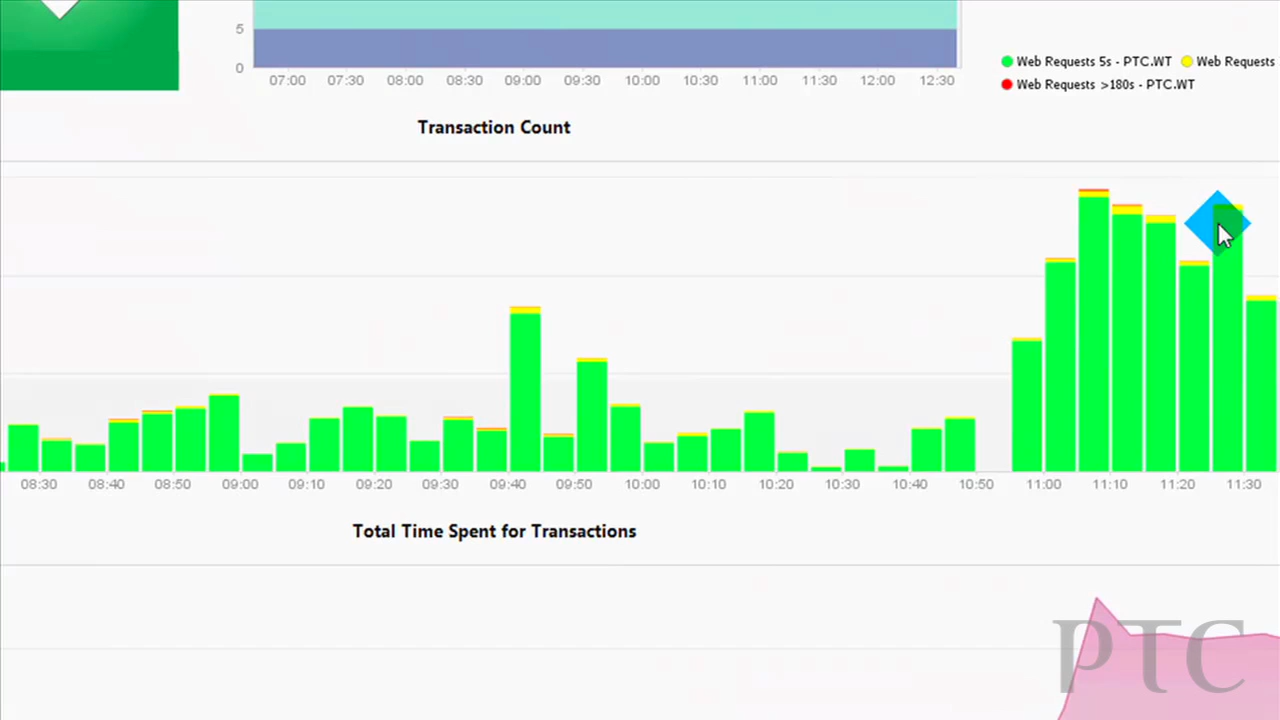 5
0
07:00 07:30 08:00 08:30 09:00 09:30 10:00 10:30 11:00 11:30 12:00 12:30
Web Requests 5s - PTC.WT Web Requests
Web Requests >180s - PTC.WT
Transaction Count
08:30 08:40 08:50 09:00 09:10 09:20 09:30 09:40 09:50 10:00 10:10 10:20 10:30 10:40 10:50 11:00 11:10 11:20 11:30
Total Time Spent for Transactions
PTC